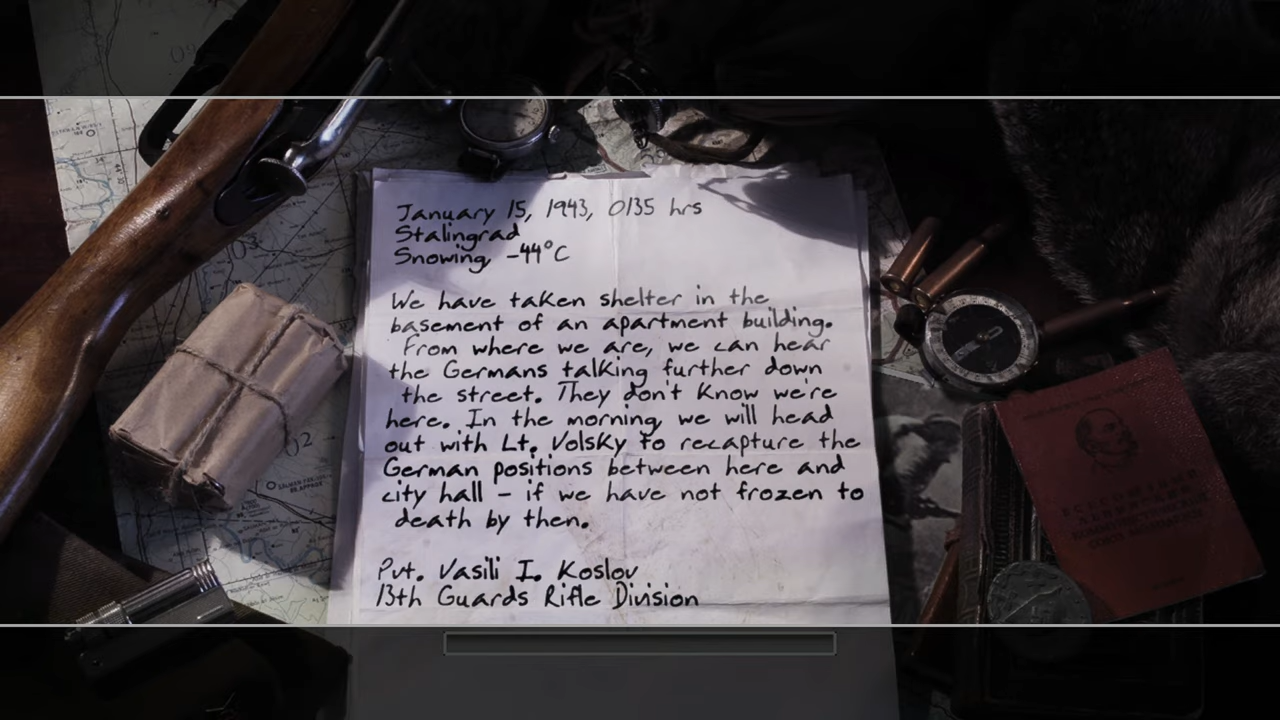 January 15, 1943, 0135 hrs
Stalingrad
Snowing, -44°C
We have taken shelter in the
basement of an apartment building.
From where we are, we can hear
the Germans talking further down
the street. They don't know we're
here. In the morning, we will head
out with Lt. Volsky to recapture the
German positions between here and
city hall - if we have not frozen to
death by then.
Pvt. Vasili I. Koslov
13th Guards Rifle Division